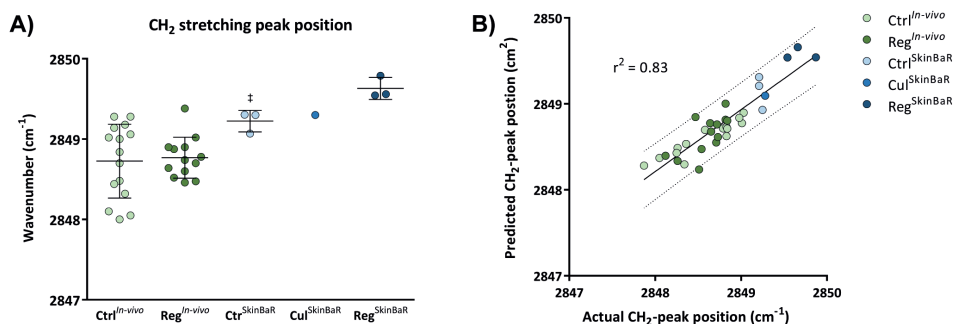 A)
CH₂ stretching peak position
Wavenumber (cm⁻¹)
2850
2849
2848
2847
‡
Ctrlᴵⁿ⁻ᵛⁱᵛᵒ Regᴵⁿ⁻ᵛⁱᵛᵒ CtrSkinBaR CulSkinBaR RegSkinBaR
B)
Predicted CH₂-peak postion (cm²)
2850
2849
2848
2847
r² = 0.83
2847 2848 2849 2850
Actual CH₂-peak position (cm⁻¹)
Ctrlᴵⁿ⁻ᵛⁱᵛᵒ
Regᴵⁿ⁻ᵛⁱᵛᵒ
CtrlSkinBaR
CulSkinBaR
RegSkinBaR